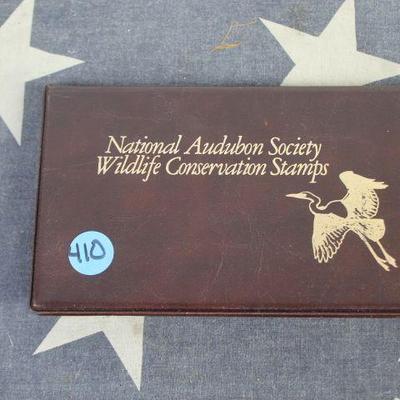 National Audubon Society
Wildlife Conservation Stamps
410